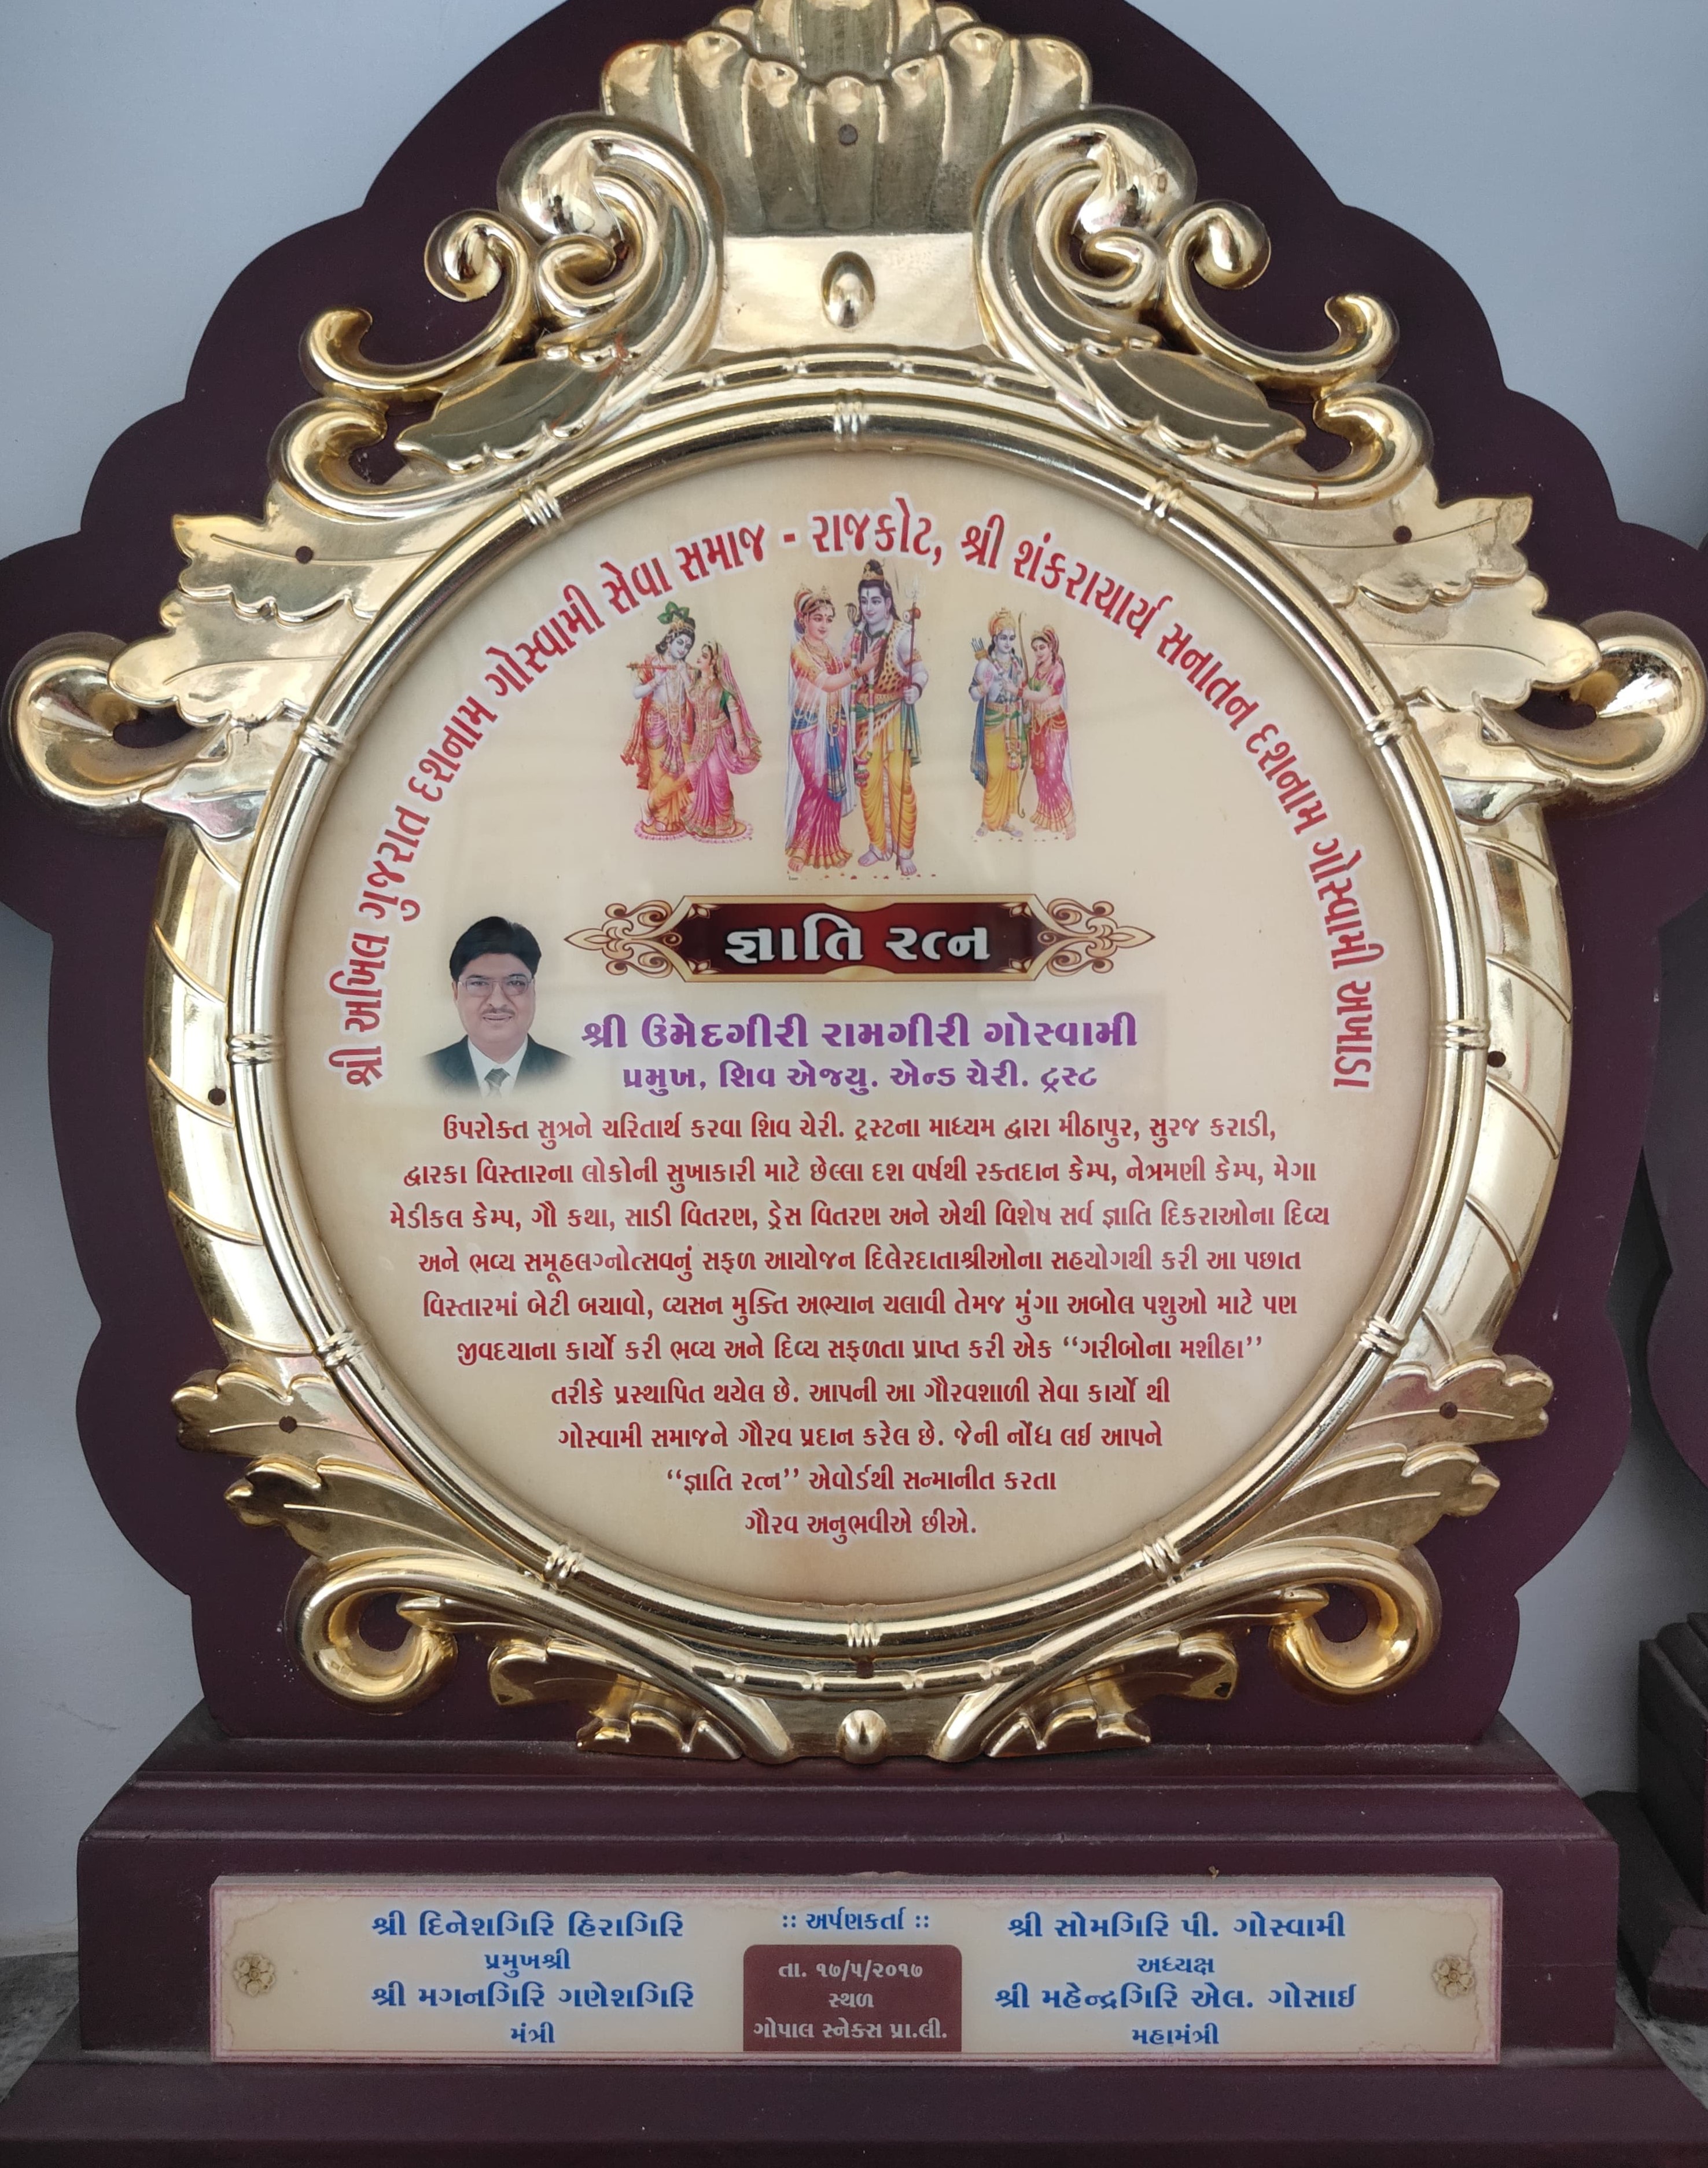 શ્રી અખિલ ગુજરાત દશનામ ગોસ્વામી સેવા સમાજ - રાજકોટ, શ્રી શંકરાચાર્ય સનાતન દશનામ ગોસ્વામી અખાડા
જ્ઞાતિ રત્ન
શ્રી ઉમેદગીરી રામગીરી ગોસ્વામી
પ્રમુખ, શિવ એજયુ. એન્ડ ચેરી. ટ્રસ્ટ
ઉપરોક્ત સુત્રને ચરિતાર્થ કરવા શિવ ચેરી. ટ્રસ્ટના માધ્યમ દ્વારા મીઠાપુર, સુરજ કરાડી,
દ્વારકા વિસ્તારના લોકોની સુખાકારી માટે છેલ્લા દશ વર્ષથી રક્તદાન કેમ્પ, નેત્રમણી કેમ્પ, મેગા
મેડીકલ કેમ્પ, ગૌ કથા, સાડી વિતરણ, ડ્રેસ વિતરણ અને એથી વિશેષ સર્વ જ્ઞાતિ દિકરાઓના દિવ્ય
અને ભવ્ય સમૂહલગ્નોત્સવનું સફળ આયોજન દિલેરદાતાશ્રીઓના સહયોગથી કરી આ પછાત
વિસ્તારમાં બેટી બચાવો, વ્યસન મુક્તિ અભ્યાન ચલાવી તેમજ મુંગા અબોલ પશુઓ માટે પણ
જીવદયાના કાર્યો કરી ભવ્ય અને દિવ્ય સફળતા પ્રાપ્ત કરી એક ‘‘ગરીબોના મશીહા’’
તરીકે પ્રસ્થાપિત થયેલ છે. આપની આ ગૌરવશાળી સેવા કાર્યો થી
ગોસ્વામી સમાજને ગૌરવ પ્રદાન કરેલ છે. જેની નોંધ લઈ આપને
‘‘જ્ઞાતિ રત્ન’’ એવોર્ડથી સન્માનીત કરતા
ગૌરવ અનુભવીએ છીએ.
શ્રી દિનેશગિરિ હિરાગિરિ
પ્રમુખશ્રી
શ્રી મગનગિરિ ગણેશગિરિ
મંત્રી
:: અર્પણકર્તા ::
તા. ૧૭/૫/૨૦૧૭
સ્થળ
ગોપાલ સ્નેક્સ પ્રા.લી.
શ્રી સોમગિરિ પી. ગોસ્વામી
અધ્યક્ષ
શ્રી મહેન્દ્રગિરિ એલ. ગોસાઈ
મહામંત્રી